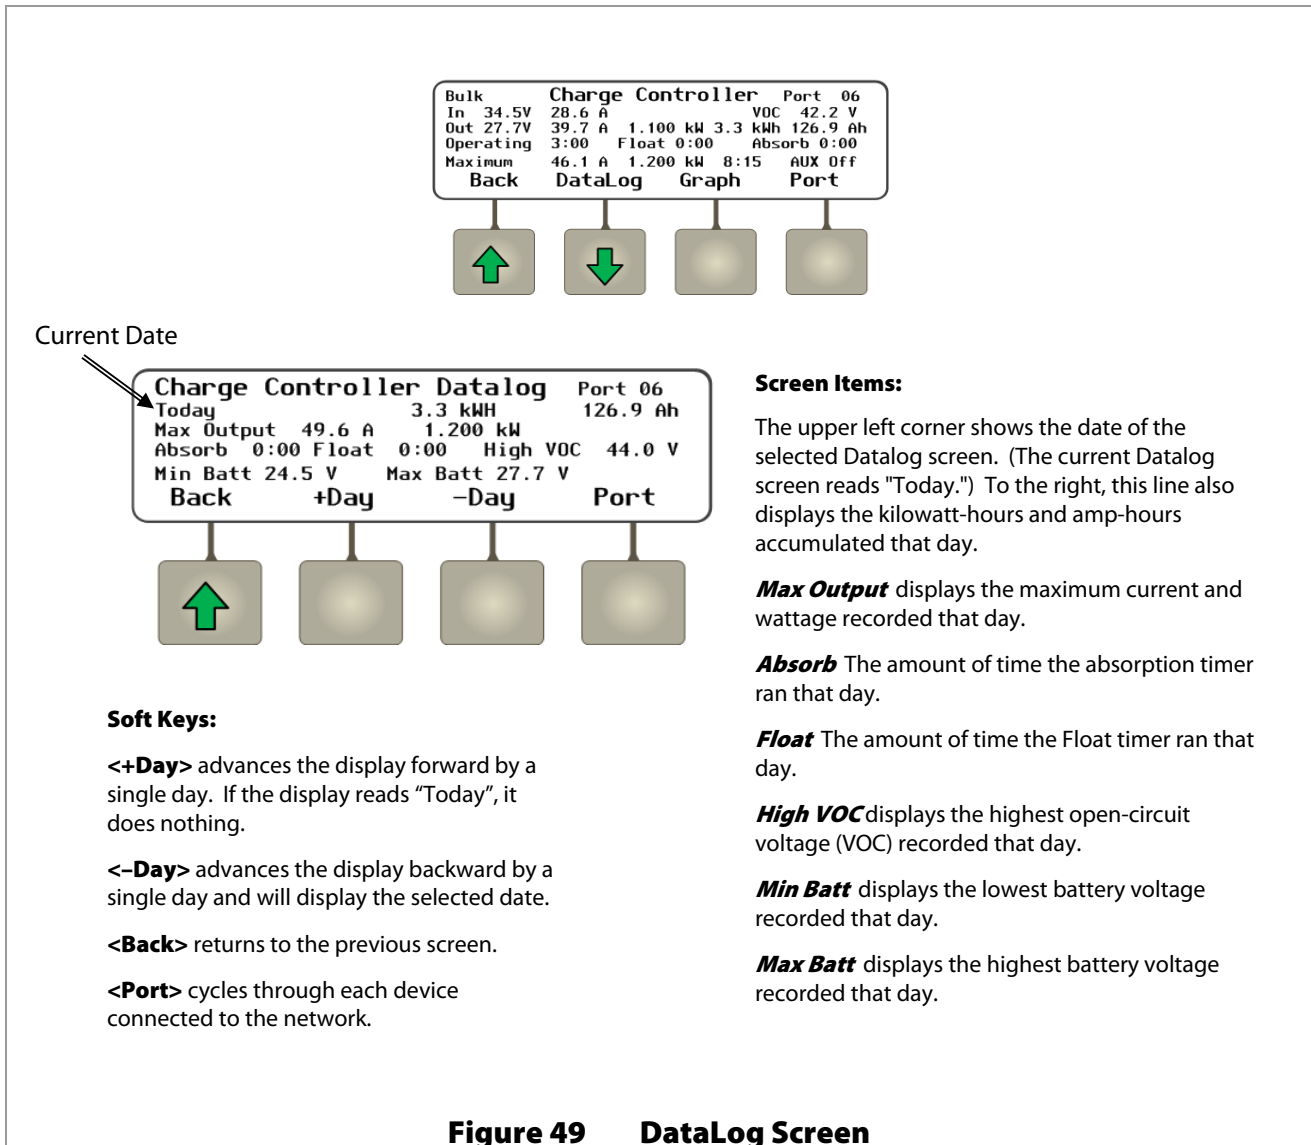 Bulk Charge Controller Port 06
In 34.5V 28.6 A VOC 42.2 V
Out 27.7V 39.7 A 1.100 kW 3.3 kWh 126.9 Ah
Operating 3:00 Float 0:00 Absorb 0:00
Maximum 46.1 A 1.200 kW 8:15 AUX Off
Back DataLog Graph Port
Current Date
Charge Controller Datalog Port 06
Today 3.3 kWH 126.9 Ah
Max Output 49.6 A 1.200 kW
Absorb 0:00 Float 0:00 High VOC 44.0 V
Min Batt 24.5 V Max Batt 27.7 V
Back +Day –Day Port
Soft Keys:
<+Day> advances the display forward by a
single day. If the display reads “Today”, it
does nothing.
<–Day> advances the display backward by a
single day and will display the selected date.
<Back> returns to the previous screen.
<Port> cycles through each device
connected to the network.
Screen Items:
The upper left corner shows the date of the
selected Datalog screen. (The current Datalog
screen reads "Today.") To the right, this line also
displays the kilowatt-hours and amp-hours
accumulated that day.
Max Output displays the maximum current and
wattage recorded that day.
Absorb The amount of time the absorption timer
ran that day.
Float The amount of time the Float timer ran that
day.
High VOC displays the highest open-circuit
voltage (VOC) recorded that day.
Min Batt displays the lowest battery voltage
recorded that day.
Max Batt displays the highest battery voltage
recorded that day.
Figure 49 DataLog Screen